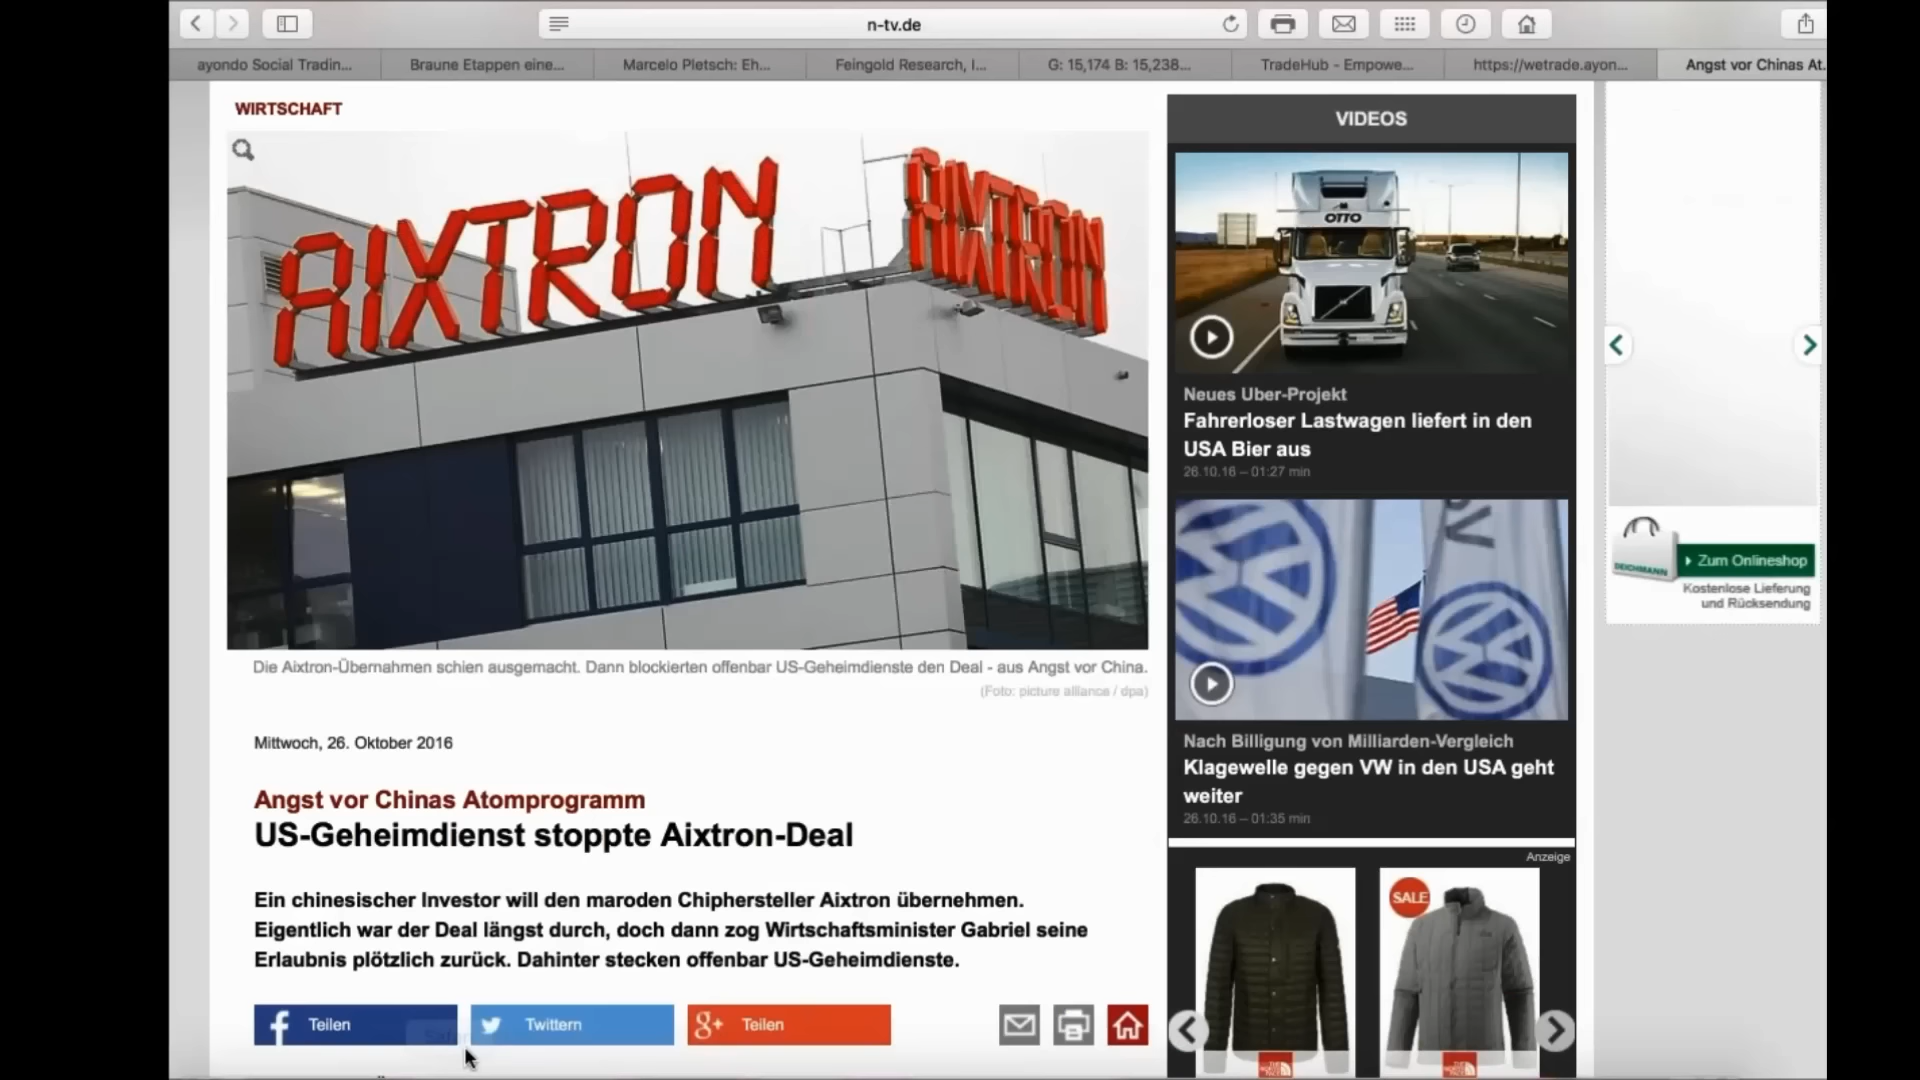 n-tv.de
ayondo Social Tradin...
Braune Etappen eine...
Marcelo Pletsch: Eh...
Feingold Research, I...
G: 15,174 B: 15,238...
TradeHub - Empowe...
https://wetrade.ayon...
Angst vor Chinas At.
WIRTSCHAFT
AIXTRON
AIXTRON
Die Aixtron-Übernahmen schien ausgemacht. Dann blockierten offenbar US-Geheimdienste den Deal - aus Angst vor China.
(Foto: picture alliance / dpa)
Mittwoch, 26. Oktober 2016
Angst vor Chinas Atomprogramm
US-Geheimdienst stoppte Aixtron-Deal
Ein chinesischer Investor will den maroden Chiphersteller Aixtron übernehmen.
Eigentlich war der Deal längst durch, doch dann zog Wirtschaftsminister Gabriel seine
Erlaubnis plötzlich zurück. Dahinter stecken offenbar US-Geheimdienste.
Teilen
Twittern
g+ Teilen
VIDEOS
OTTO
Neues Uber-Projekt
Fahrerloser Lastwagen liefert in den
USA Bier aus
26.10.16 – 01:27 min
Nach Billigung von Milliarden-Vergleich
Klagewelle gegen VW in den USA geht
weiter
26.10.16 – 01:35 min
Anzeige
SALE
DEICHMANN
Zum Onlineshop
Kostenlose Lieferung
und Rücksendung